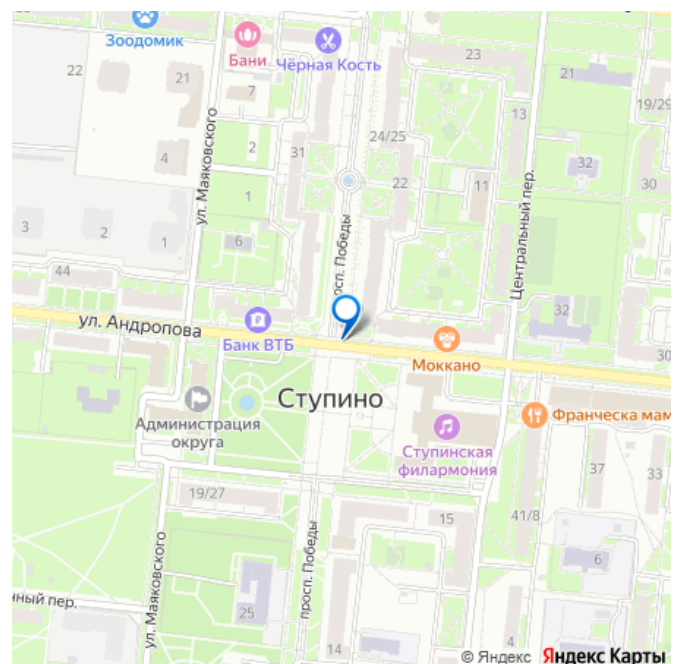 Зоодомик
Бани
Чёрная Кость
23
22
21
21
7
19/29
13
24/25
ул. Маяковского
2
31
4
32
22
11
30
1
Центральный пер.
просп. Победы
3
2
1
6
44
32
ул. Андропова
Банк ВТБ
30
Моккано
Ступино
Администрация
округа
Ступинская
филармония
Франческа мам
37
33
19/27
15
41/8
просп. Победы
ул. Маяковского
6
нный пер.
25
14
4
© Яндекс Яндекс Карты